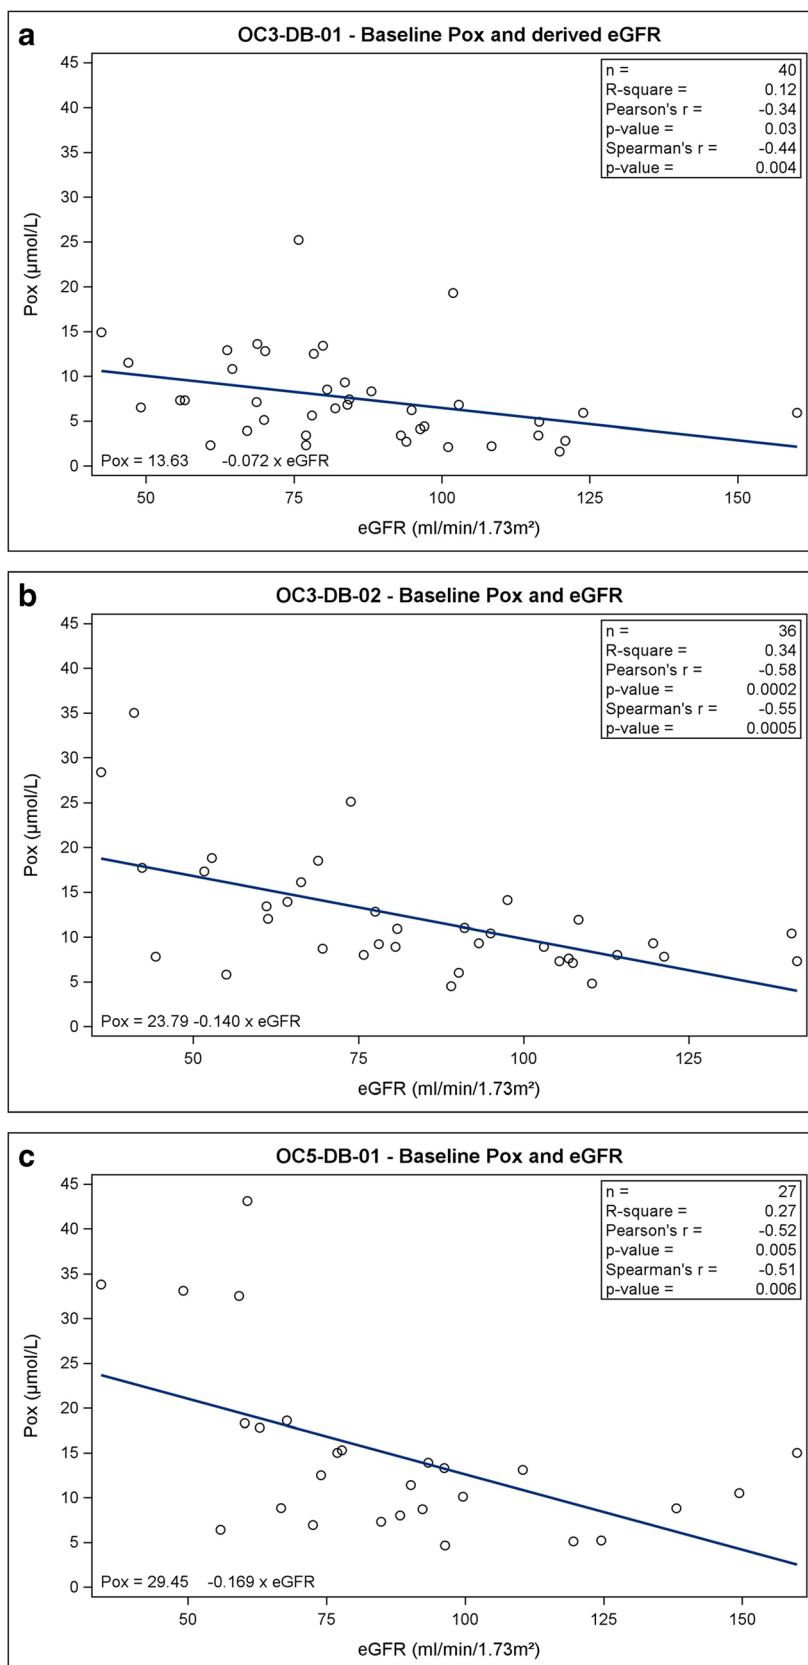 a
OC3-DB-01 - Baseline Pox and derived eGFR
n = 40
R-square = 0.12
Pearson's r = -0.34
p-value = 0.03
Spearman's r = -0.44
p-value = 0.004
Pox (µmol/L)
45
40
35
30
25
20
15
10
5
0
Pox = 13.63 -0.072 x eGFR
50 75 100 125 150
eGFR (ml/min/1.73m²)
b
OC3-DB-02 - Baseline Pox and eGFR
n = 36
R-square = 0.34
Pearson's r = -0.58
p-value = 0.0002
Spearman's r = -0.55
p-value = 0.0005
Pox (µmol/L)
45
40
35
30
25
20
15
10
5
0
Pox = 23.79 -0.140 x eGFR
50 75 100 125
eGFR (ml/min/1.73m²)
c
OC5-DB-01 - Baseline Pox and eGFR
n = 27
R-square = 0.27
Pearson's r = -0.52
p-value = 0.005
Spearman's r = -0.51
p-value = 0.006
Pox (µmol/L)
45
40
35
30
25
20
15
10
5
0
Pox = 29.45 -0.169 x eGFR
50 75 100 125 150
eGFR (ml/min/1.73m²)